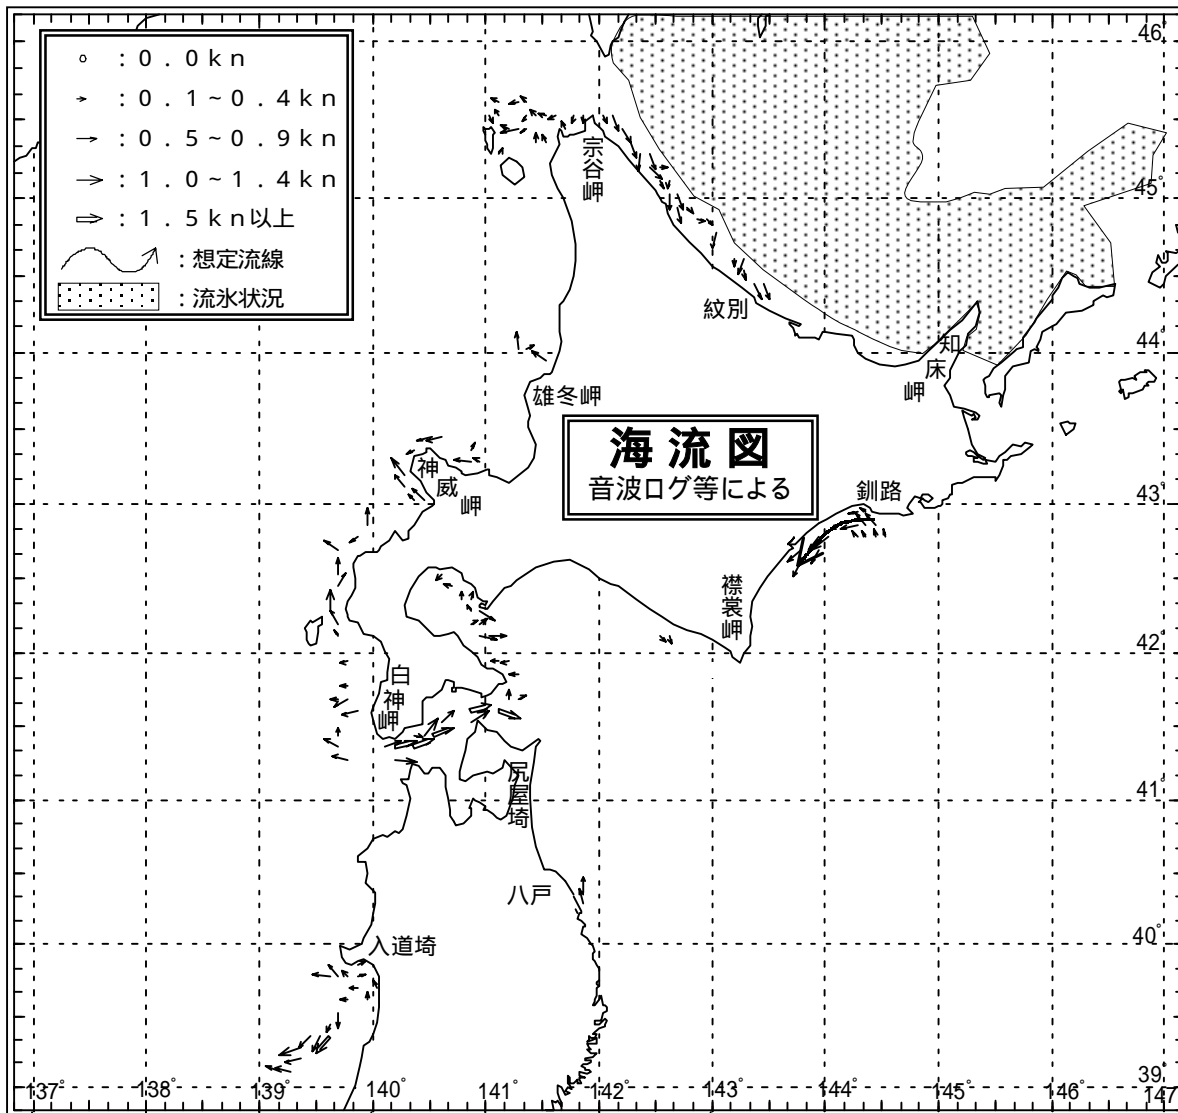 ：０．０ｋｎ
：０．１~０．４ｋｎ
：０．５~０．９ｋｎ
：１．０~１．４ｋｎ
：１．５ｋｎ以上
：想定流線
：流氷状況
宗谷岬
紋別
知床岬
雄冬岬
海流図
音波ログ等による
神威岬
釧路
襟裳岬
白神岬
尻屋埼
八戸
入道埼
46°
45°
44°
43°
42°
41°
40°
39
137° 138° 139° 140° 141° 142° 143° 144° 145° 146° 147